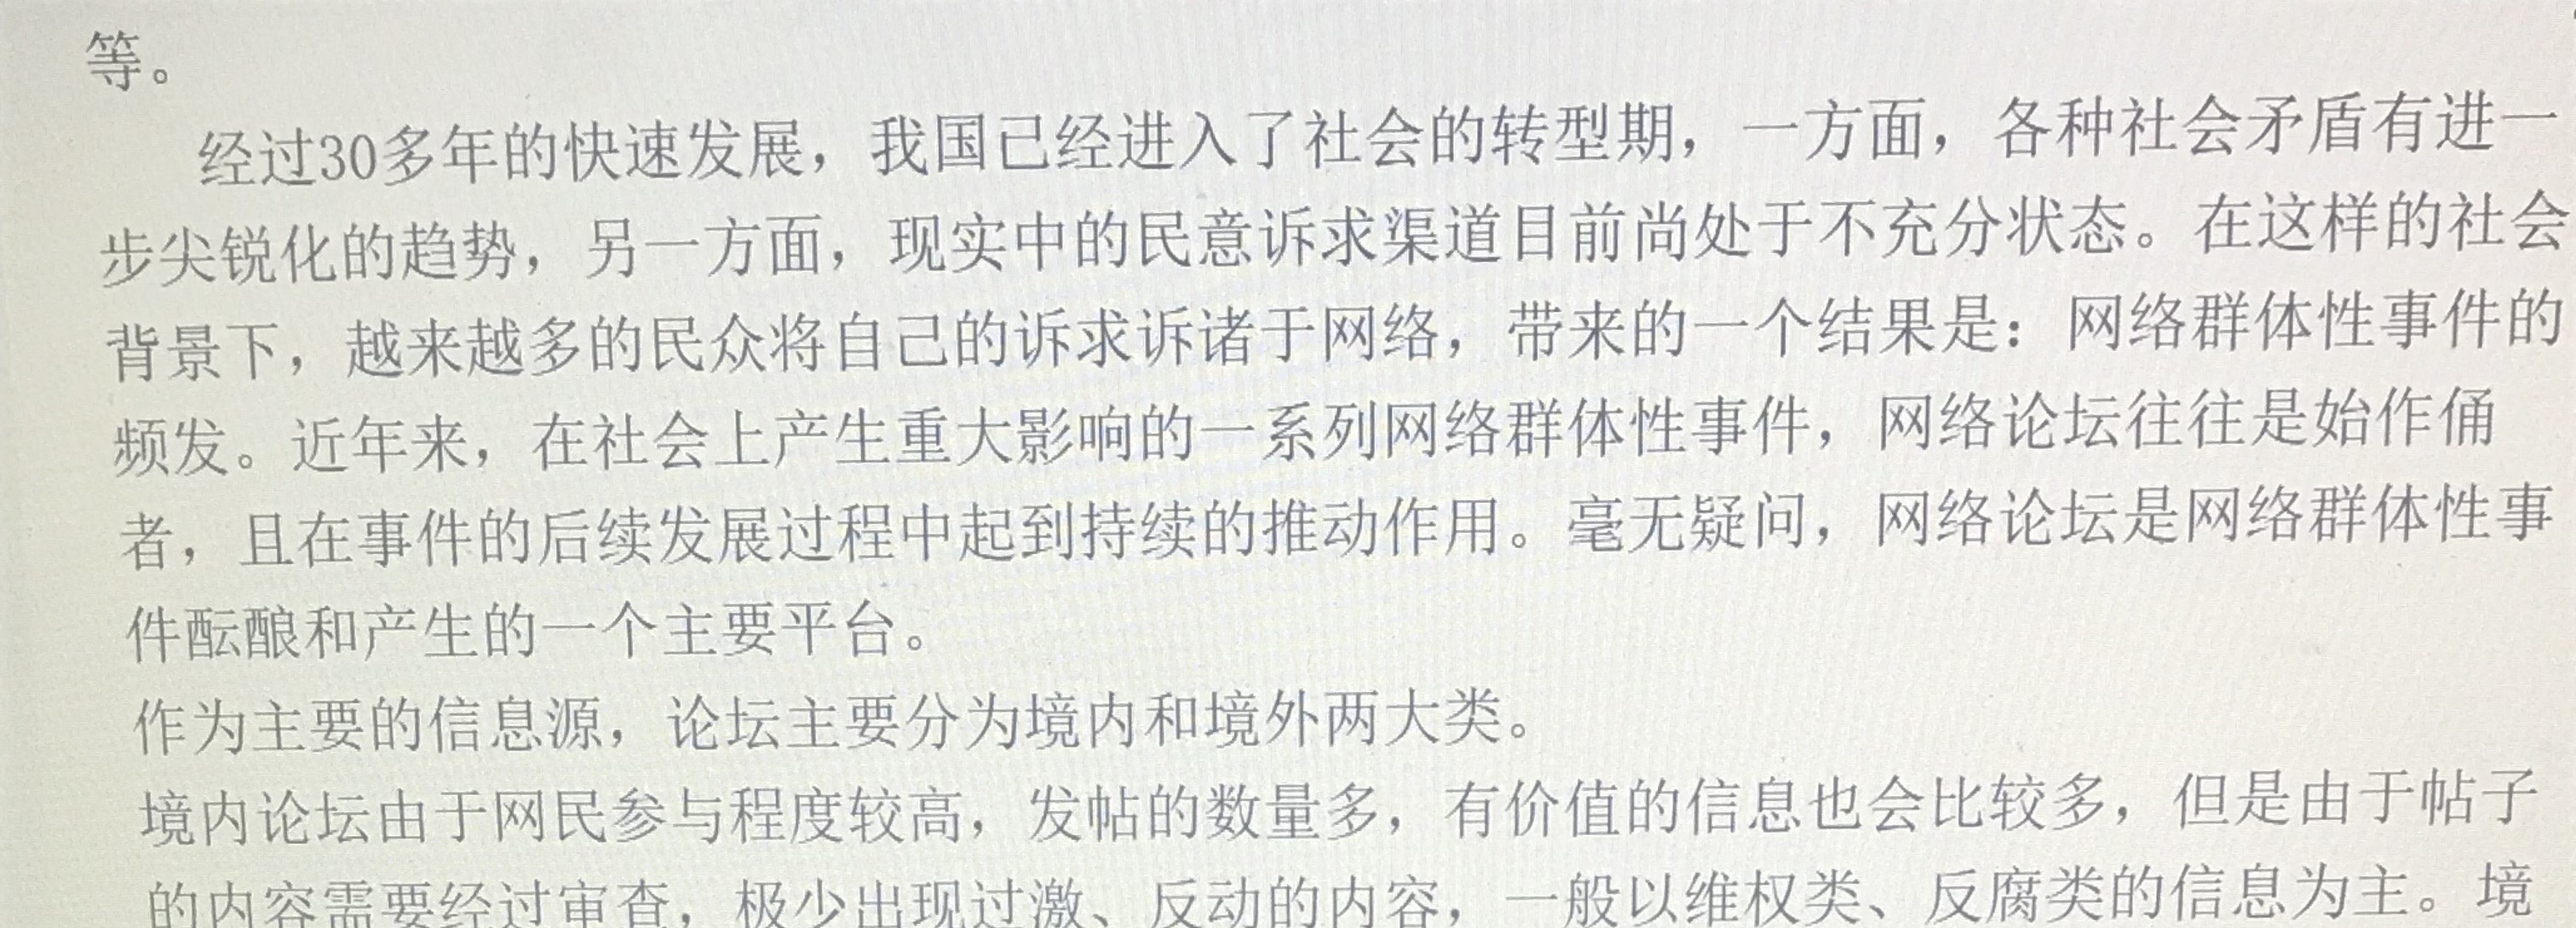 等。
经过30多年的快速发展，我国已经进入了社会的转型期，一方面，各种社会矛盾有进一
步尖锐化的趋势，另一方面，现实中的民意诉求渠道目前尚处于不充分状态。在这样的社会
背景下，越来越多的民众将自己的诉求诉诸于网络，带来的一个结果是：网络群体性事件的
频发。近年来，在社会上产生重大影响的一系列网络群体性事件，网络论坛往往是始作俑
者，且在事件的后续发展过程中起到持续的推动作用。毫无疑问，网络论坛是网络群体性事
件酝酿和产生的一个主要平台。
作为主要的信息源，论坛主要分为境内和境外两大类。
境内论坛由于网民参与程度较高，发帖的数量多，有价值的信息也会比较多，但是由于帖子
的内容需要经过审查，极少出现过激、反动的内容，一般以维权类、反腐类的信息为主。境